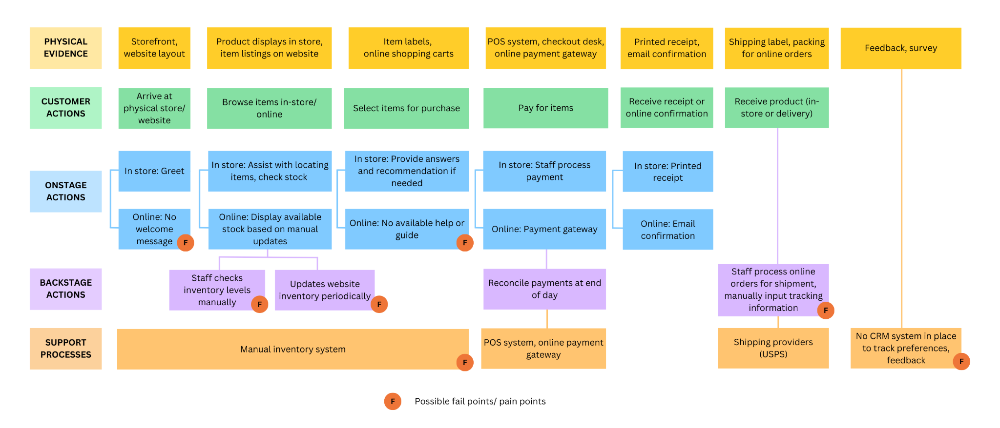 PHYSICAL
EVIDENCE
Storefront,
website layout
Product displays in store,
item listings on website
Item labels,
online shopping carts
POS system, checkout desk,
online payment gateway
Printed receipt,
email confirmation
Shipping label, packing
for online orders
Feedback, survey
CUSTOMER
ACTIONS
Arrive at
physical store/
website
Browse items in-store/
online
Select items for purchase
Pay for items
Receive receipt or
online confirmation
Receive product (in-
store or delivery)
ONSTAGE
ACTIONS
In store: Greet
In store: Assist with locating
items, check stock
In store: Provide answers
and recommendation if
needed
In store: Staff process
payment
In store: Printed
receipt
Online: No
welcome
message
F
Online: Display available
stock based on manual
updates
Online: No available help or
guide
F
Online: Payment gateway
Online: Email
confirmation
BACKSTAGE
ACTIONS
Staff checks
inventory levels
manually
F
Updates website
inventory periodically
F
Reconcile payments at end
of day
Staff process online
orders for shipment,
manually input tracking
information
F
SUPPORT
PROCESSES
Manual inventory system
F
POS system, online payment
gateway
Shipping providers
(USPS)
No CRM system in place
to track preferences,
feedback
F
F
Possible fail points/ pain points